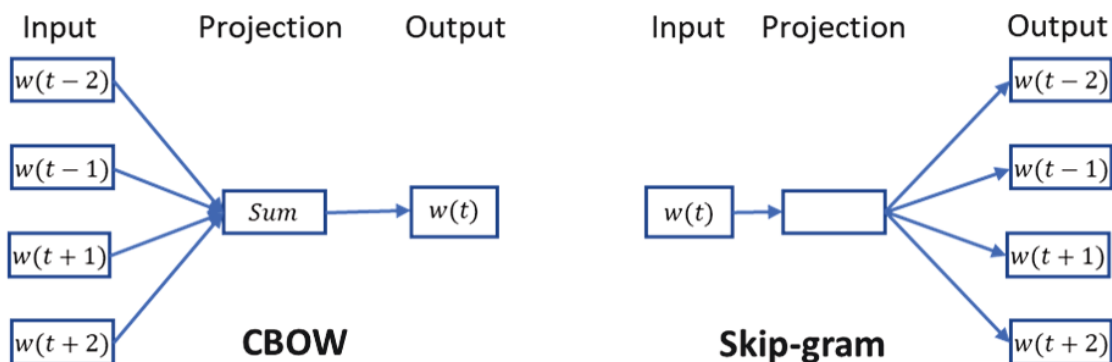 Input Projection Output
w(t − 2)
w(t − 1)
Sum w(t)
w(t + 1)
w(t + 2)
CBOW
Input Projection Output
w(t − 2)
w(t − 1)
w(t)
w(t + 1)
w(t + 2)
Skip-gram